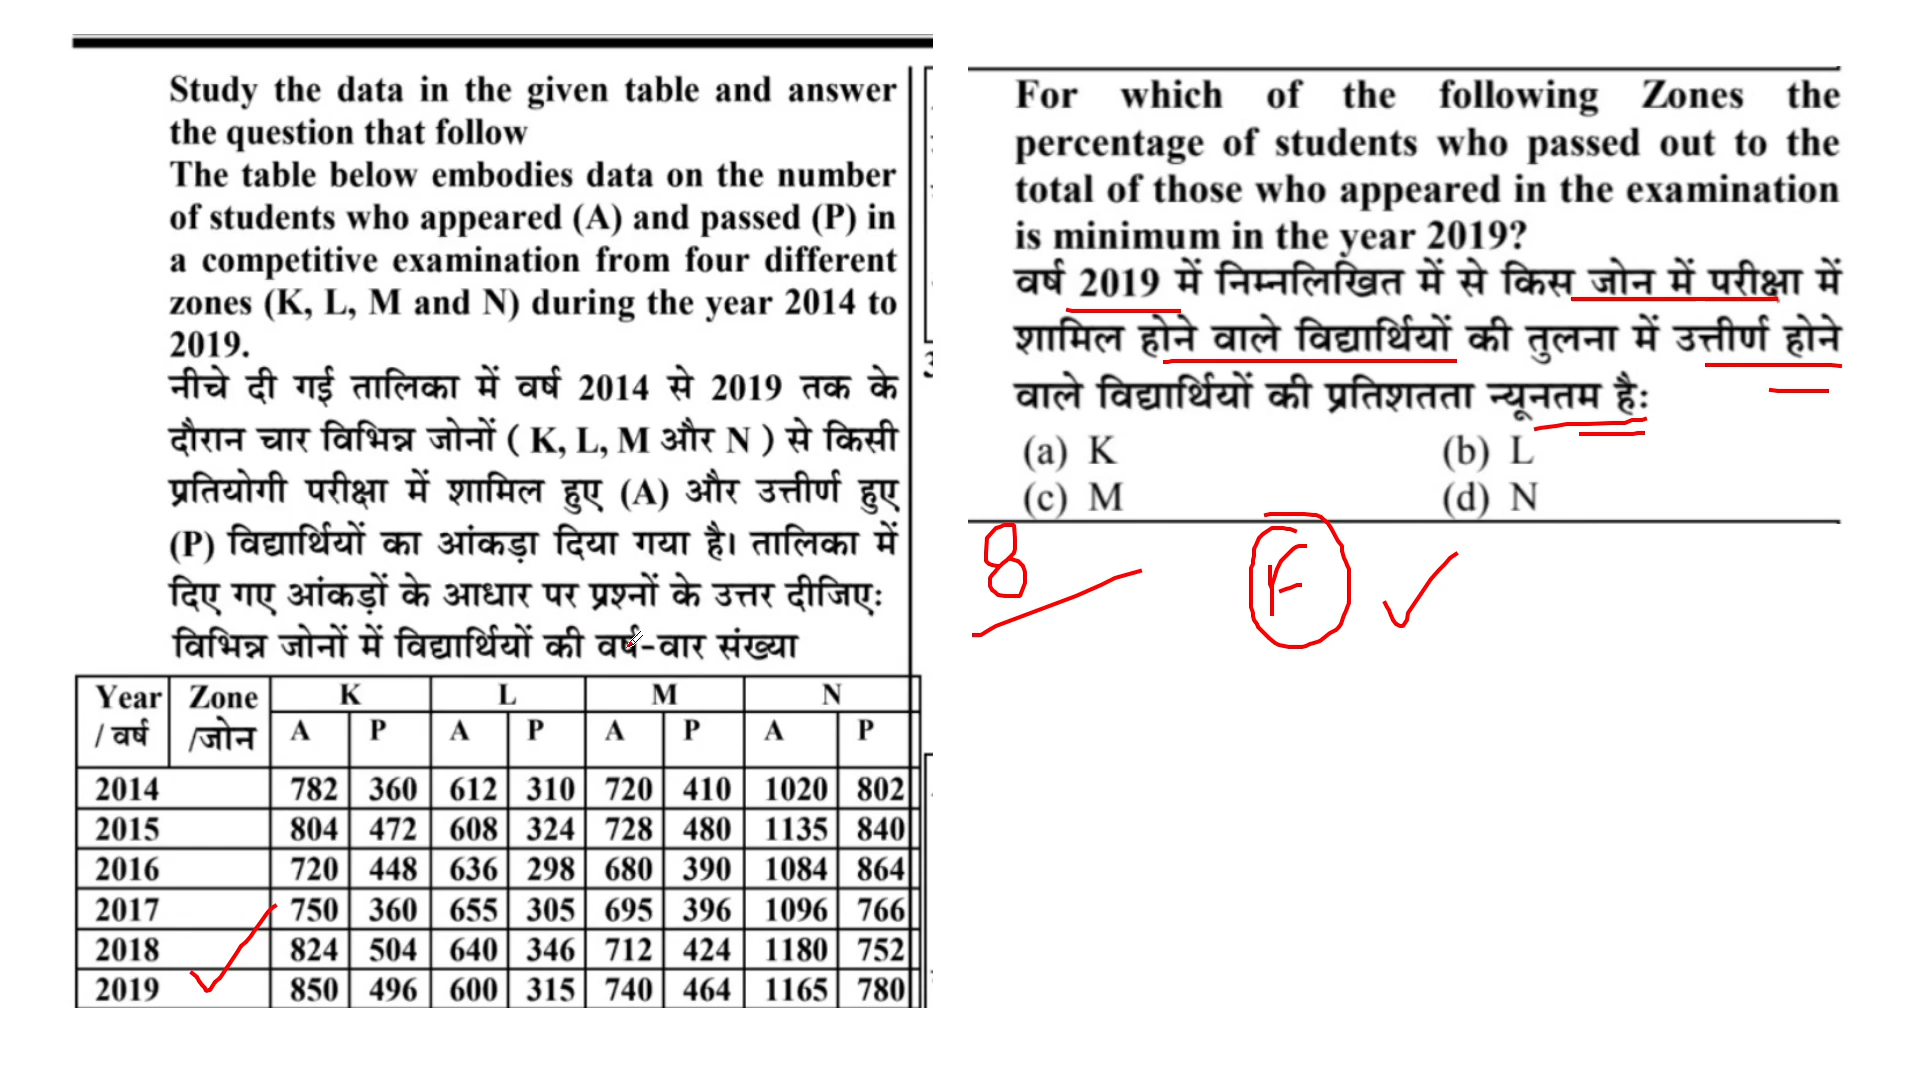 Study the data in the given table and answer
the question that follow
The table below embodies data on the number
of students who appeared (A) and passed (P) in
a competitive examination from four different
zones (K, L, M and N) during the year 2014 to
2019.
नीचे दी गई तालिका में वर्ष 2014 से 2019 तक के
दौरान चार विभिन्न जोनों ( K, L, M और N ) से किसी
प्रतियोगी परीक्षा में शामिल हुए (A) और उत्तीर्ण हुए
(P) विद्यार्थियों का आंकड़ा दिया गया है। तालिका में
दिए गए आंकड़ों के आधार पर प्रश्नों के उत्तर दीजिए:
विभिन्न जोनों में विद्यार्थियों की वर्ष-वार संख्या
Year Zone K L M N
/ वर्ष /जोन A P A P A P A P
2014 782 360 612 310 720 410 1020 802
2015 804 472 608 324 728 480 1135 840
2016 720 448 636 298 680 390 1084 864
2017 750 360 655 305 695 396 1096 766
2018 824 504 640 346 712 424 1180 752
2019 850 496 600 315 740 464 1165 780
For which of the following Zones the
percentage of students who passed out to the
total of those who appeared in the examination
is minimum in the year 2019?
वर्ष 2019 में निम्नलिखित में से किस जोन में परीक्षा में
शामिल होने वाले विद्यार्थियों की तुलना में उत्तीर्ण होने
वाले विद्यार्थियों की प्रतिशतता न्यूनतम है:
(a) K (b) L
(c) M (d) N
8